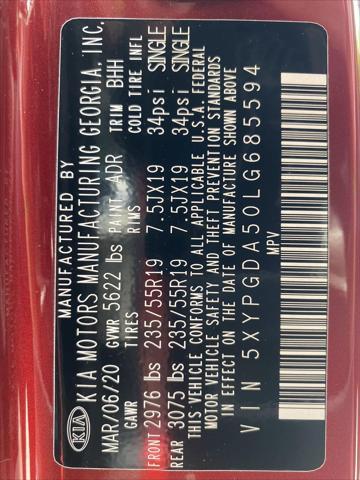 MANUFACTURED BY
KIA KIA MOTORS MANUFACTURING GEORGIA, INC.
MAR/06/20 GVWR 5622 lbs PAINT ADR TRIM BHH
GAWR TIRES RIMS COLD TIRE INFL
FRONT 2976 lbs 235/55R19 7.5JX19 34psi SINGLE
REAR 3075 lbs 235/55R19 7.5JX19 34psi SINGLE
THIS VEHICLE CONFORMS TO ALL APPLICABLE U.S.A. FEDERAL
MOTOR VEHICLE SAFETY AND THEFT PREVENTION STANDARDS
IN EFFECT ON THE DATE OF MANUFACTURE SHOWN ABOVE
VIN 5XYPGDA50LG685594
MPV